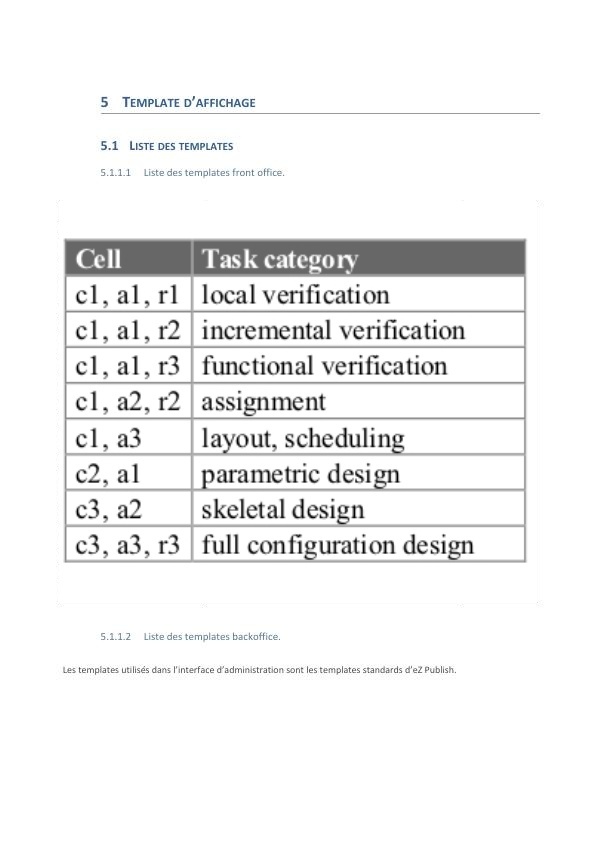 5 TEMPLATE D'AFFICHAGE
5.1 LISTE DES TEMPLATES
5.1.1.1 Liste des templates front office.
Cell Task category
c1, a1, r1 local verification
c1, a1, r2 incremental verification
c1, a1, r3 functional verification
c1, a2, r2 assignment
c1, a3 layout, scheduling
c2, a1 parametric design
c3, a2 skeletal design
c3, a3, r3 full configuration design
5.1.1.2 Liste des templates backoffice.
Les templates utilisés dans l'interface d'administration sont les templates standards d'eZ Publish.